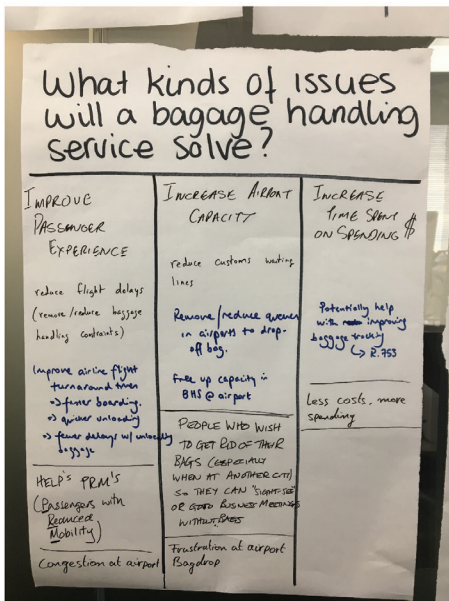 What kinds of issues
will a bagage handling
service solve?
IMPROVE
PASSENGER
EXPERIENCE
reduce flight delays
(remove/reduce baggage
handling contraints)
Improve airline flight
turnaround times
=> fewer boarding.
=> quicker unloading
=> fewer delays w/ unloading
baggage
HELP'S PRM'S
(Passengers with
Reduced
Mobility)
Congestion at airport
INCREASE AIRPORT
CAPACITY
reduce customs waiting
lines
Remove/reduce queues
in airports to drop-
off bag.
Free up capacity in
BHS @ airport
PEOPLE WHO WISH
TO GET RID OF THEIR
BAGS (ESPECIALLY
WHEN AT ANOTHER CITY)
SO THEY CAN "SIGHT-SEE"
OR GOTO BUSINESS MEETINGS
WITHOUT BAGS
Frustration at airport
Bagdrop
INCREASE
TIME SPENT
ON SPENDING $
Potentially help
with improving
baggage tracking
↳ R.753
Less costs, more
spending